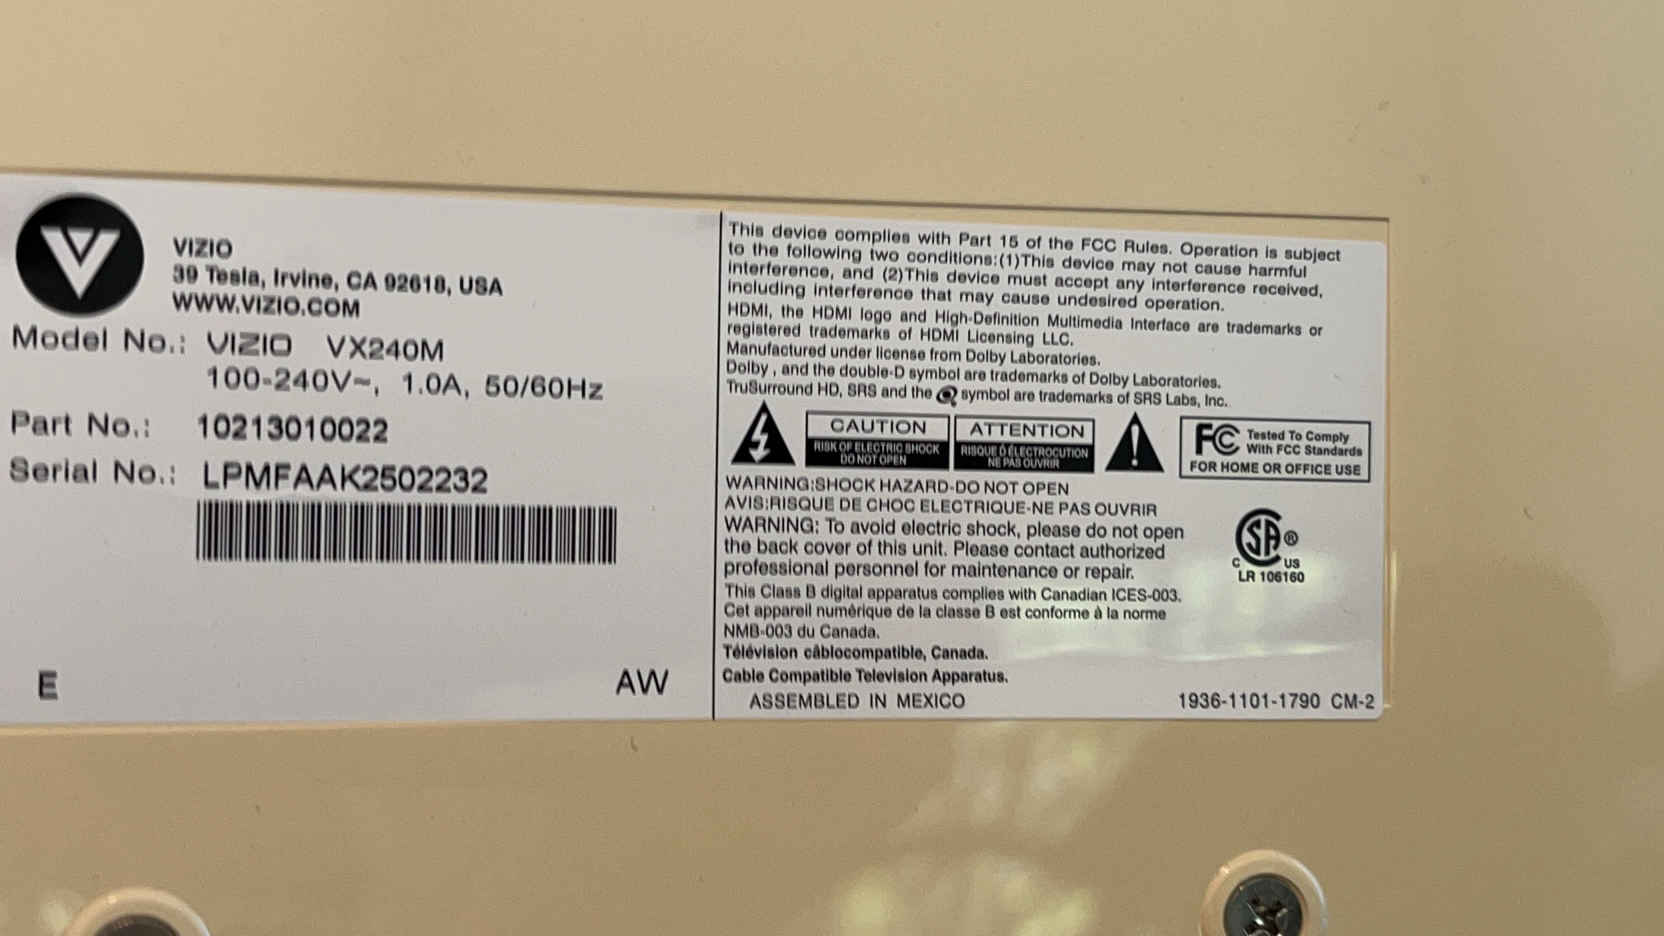 VIZIO
39 Tesla, Irvine, CA 92618, USA
WWW.VIZIO.COM
Model No.: VIZIO VX240M
100-240V~, 1.0A, 50/60Hz
Part No.: 10213010022
Serial No.: LPMFAAK2502232
E
AW
This device complies with Part 15 of the FCC Rules. Operation is subject
to the following two conditions:(1)This device may not cause harmful
interference, and (2)This device must accept any interference received,
including interference that may cause undesired operation.
HDMI, the HDMI logo and High-Definition Multimedia Interface are trademarks or
registered trademarks of HDMI Licensing LLC.
Manufactured under license from Dolby Laboratories.
Dolby , and the double-D symbol are trademarks of Dolby Laboratories.
TruSurround HD, SRS and the symbol are trademarks of SRS Labs, Inc.
CAUTION
RISK OF ELECTRIC SHOCK
DO NOT OPEN
ATTENTION
RISQUE D ÉLECTROCUTION
NE PAS OUVRIR
FC Tested To Comply
With FCC Standards
FOR HOME OR OFFICE USE
WARNING:SHOCK HAZARD-DO NOT OPEN
AVIS:RISQUE DE CHOC ELECTRIQUE-NE PAS OUVRIR
WARNING: To avoid electric shock, please do not open
the back cover of this unit. Please contact authorized
professional personnel for maintenance or repair.
SA®
C US
LR 106160
This Class B digital apparatus complies with Canadian ICES-003.
Cet appareil numérique de la classe B est conforme à la norme
NMB-003 du Canada.
Télévision câblocompatible, Canada.
Cable Compatible Television Apparatus.
ASSEMBLED IN MEXICO
1936-1101-1790 CM-2